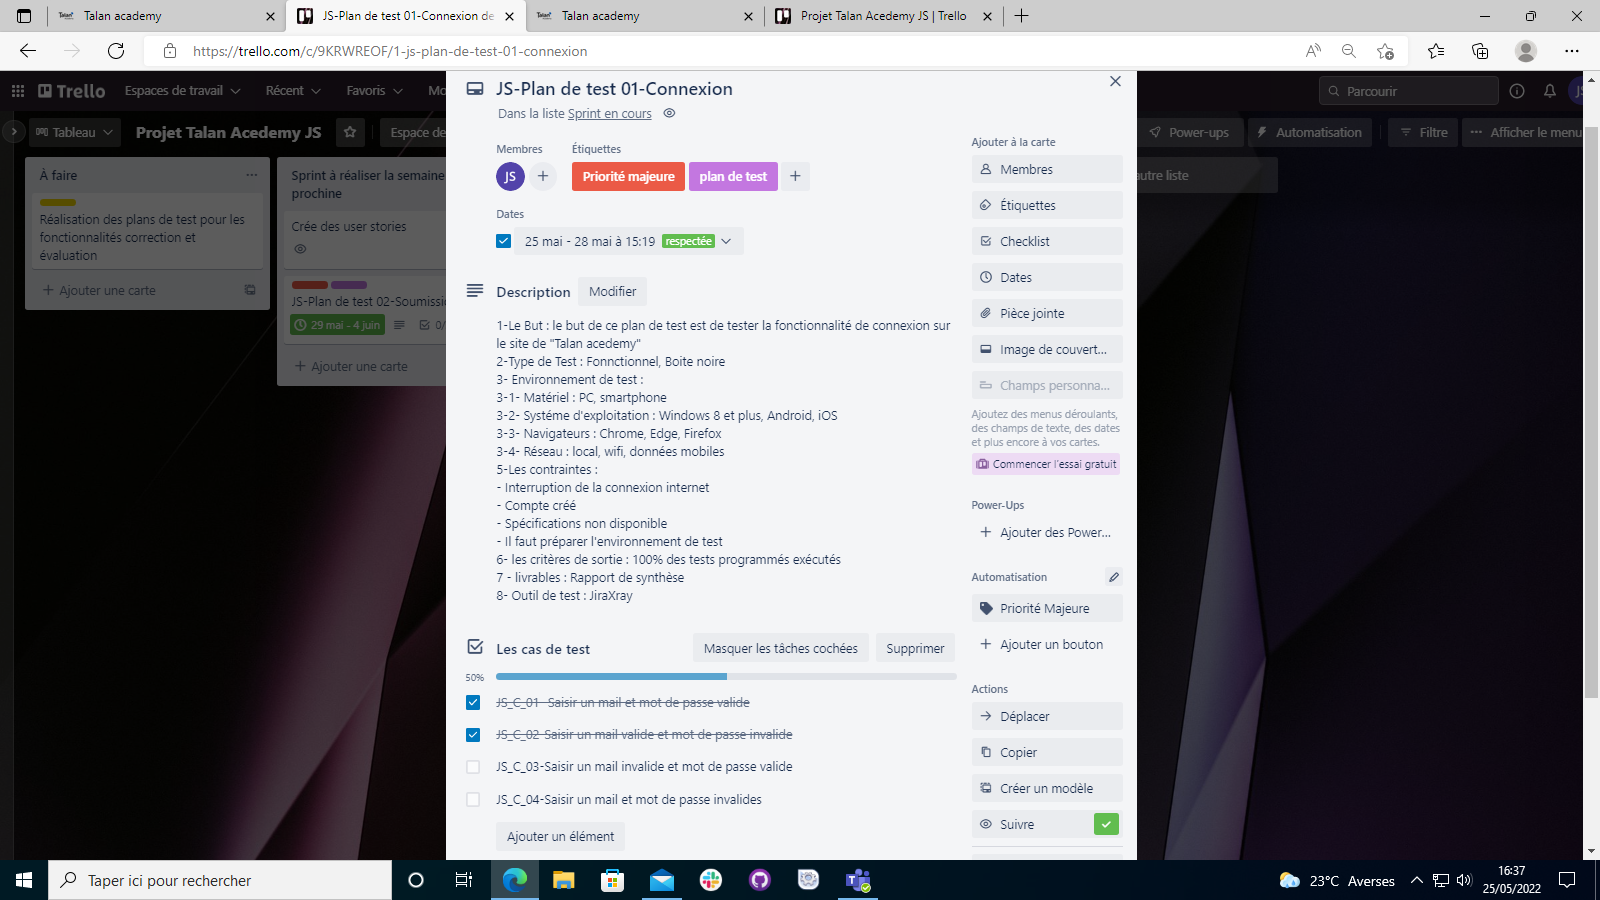 Talan academy
JS-Plan de test 01-Connexion de
Talan academy
Projet Talan Acedemy JS | Trello
https://trello.com/c/9KRWREOF/1-js-plan-de-test-01-connexion
Trello
Espaces de travail
Récent
Favoris
Mo
Parcourir
Tableau
Projet Talan Acedemy JS
Espace de
Power-ups
Automatisation
Filtre
Afficher le menu
À faire
Réalisation des plans de test pour les
fonctionnalités correction et
évaluation
Ajouter une carte
Sprint à réaliser la semaine
prochine
Crée des user stories
JS-Plan de test 02-Soumissic
29 mai - 4 juin
0/
Ajouter une carte
autre liste
JS-Plan de test 01-Connexion
Dans la liste Sprint en cours
Membres
Étiquettes
JS
Priorité majeure
plan de test
Dates
25 mai - 28 mai à 15:19 respectée
Description
Modifier
1-Le But : le but de ce plan de test est de tester la fonctionnalité de connexion sur
le site de "Talan acedemy"
2-Type de Test : Fonnctionnel, Boite noire
3- Environnement de test :
3-1- Matériel : PC, smartphone
3-2- Systéme d'exploitation : Windows 8 et plus, Android, iOS
3-3- Navigateurs : Chrome, Edge, Firefox
3-4- Réseau : local, wifi, données mobiles
5-Les contraintes :
- Interruption de la connexion internet
- Compte créé
- Spécifications non disponible
- Il faut préparer l'environnement de test
6- les critères de sortie : 100% des tests programmés exécutés
7 - livrables : Rapport de synthèse
8- Outil de test : JiraXray
Les cas de test
Masquer les tâches cochées
Supprimer
50%
JS_C_01- Saisir un mail et mot de passe valide
JS_C_02-Saisir un mail valide et mot de passe invalide
JS_C_03-Saisir un mail invalide et mot de passe valide
JS_C_04-Saisir un mail et mot de passe invalides
Ajouter un élément
Ajouter à la carte
Membres
Étiquettes
Checklist
Dates
Pièce jointe
Image de couvert...
Champs personna...
Ajoutez des menus déroulants,
des champs de texte, des dates
et plus encore à vos cartes.
Commencer l'essai gratuit
Power-Ups
Ajouter des Power...
Automatisation
Priorité Majeure
Ajouter un bouton
Actions
Déplacer
Copier
Créer un modèle
Suivre
Taper ici pour rechercher
23°C Averses
16:37
25/05/2022